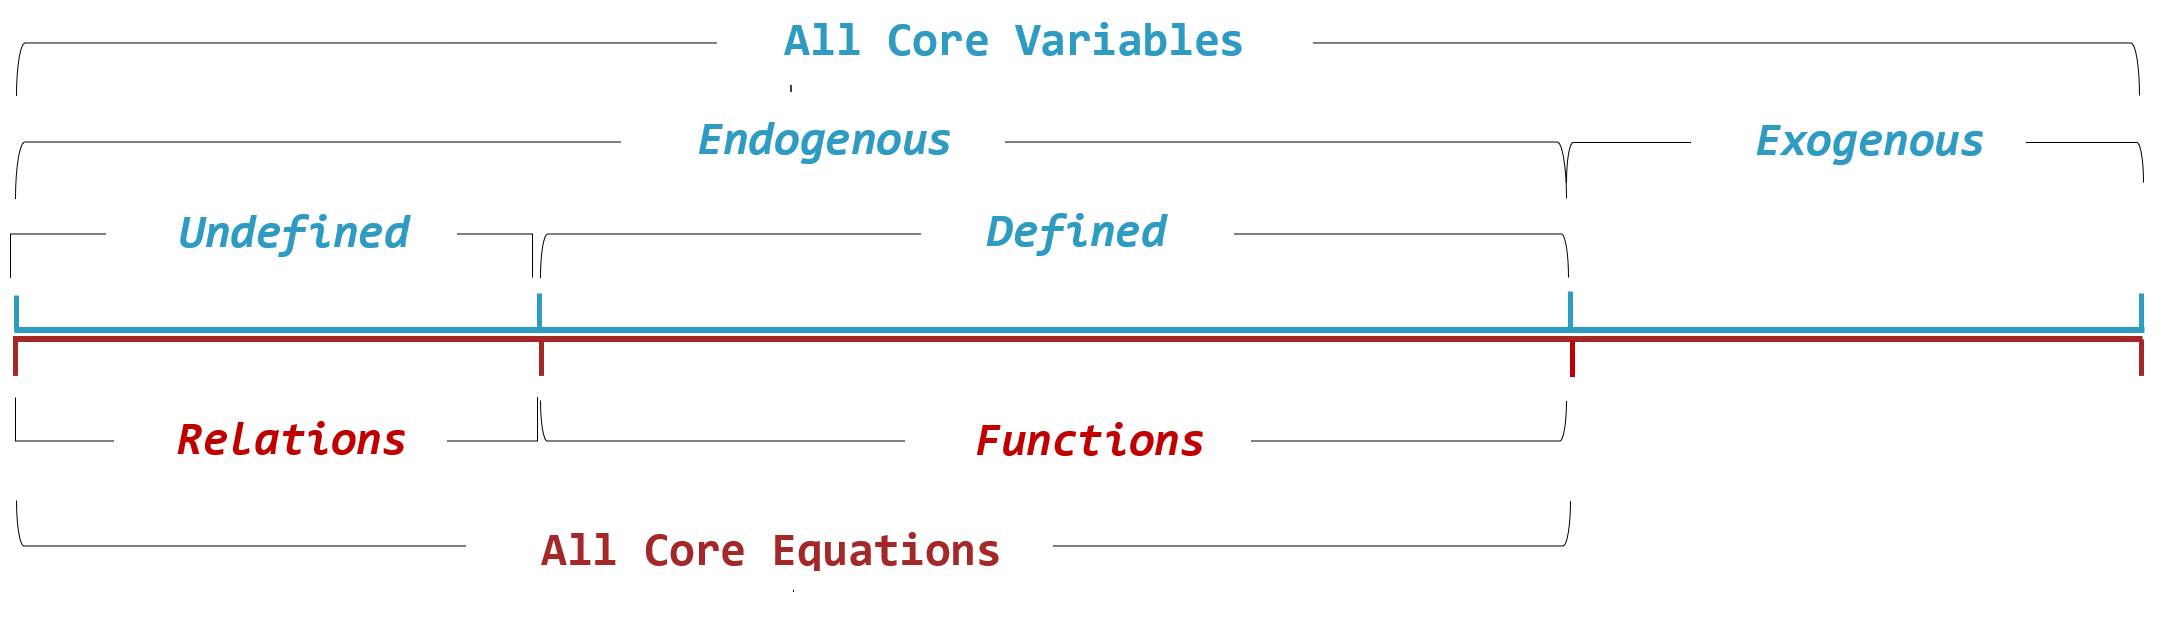 All Core Variables
Endogenous Exogenous
Undefined Defined
Relations Functions
All Core Equations